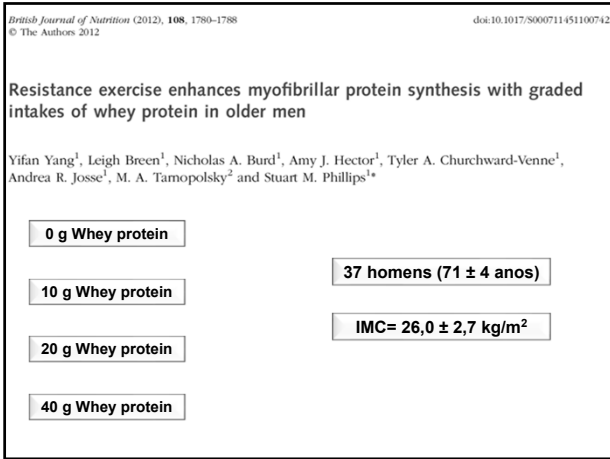 British Journal of Nutrition (2012), 108, 1780–1788
doi:10.1017/S000711451100742
© The Authors 2012
Resistance exercise enhances myofibrillar protein synthesis with graded
intakes of whey protein in older men
Yifan Yang1, Leigh Breen1, Nicholas A. Burd1, Amy J. Hector1, Tyler A. Churchward-Venne1,
Andrea R. Josse1, M. A. Tarnopolsky2 and Stuart M. Phillips1*
0 g Whey protein
10 g Whey protein
20 g Whey protein
40 g Whey protein
37 homens (71 ± 4 anos)
IMC= 26,0 ± 2,7 kg/m2